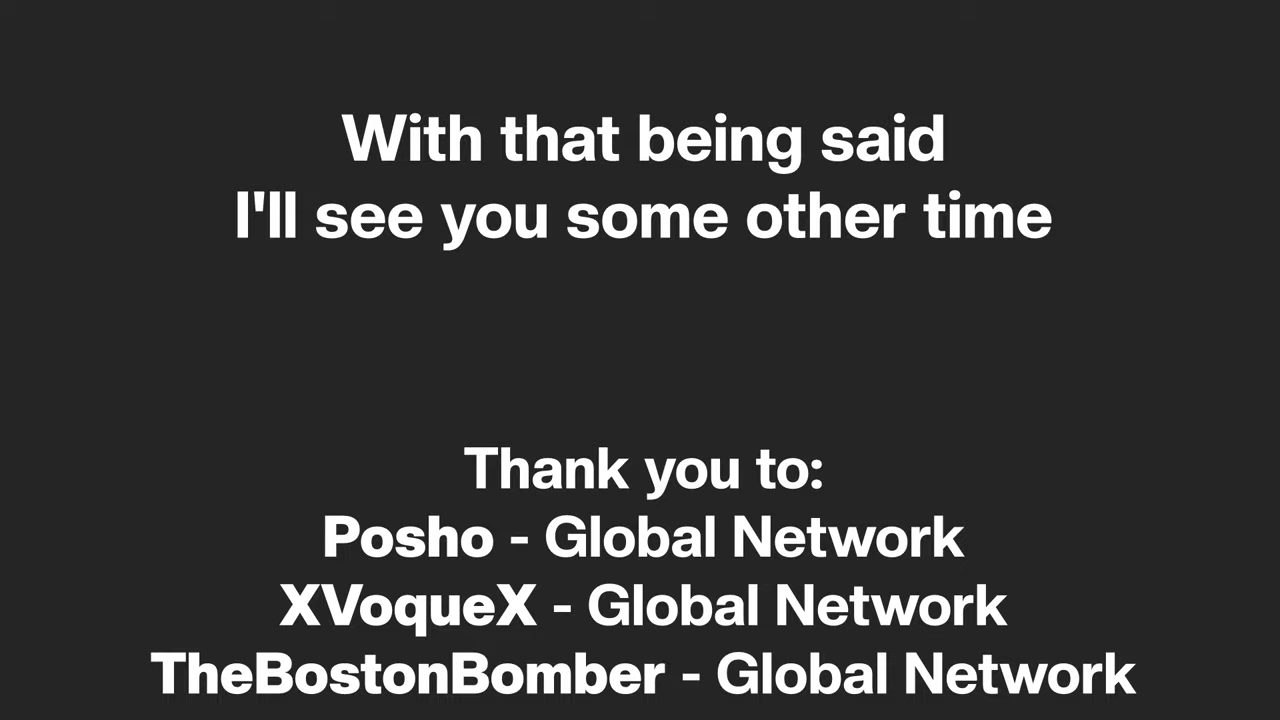 With that being said
I'll see you some other time
Thank you to:
Posho - Global Network
XVoqueX - Global Network
TheBostonBomber - Global Network